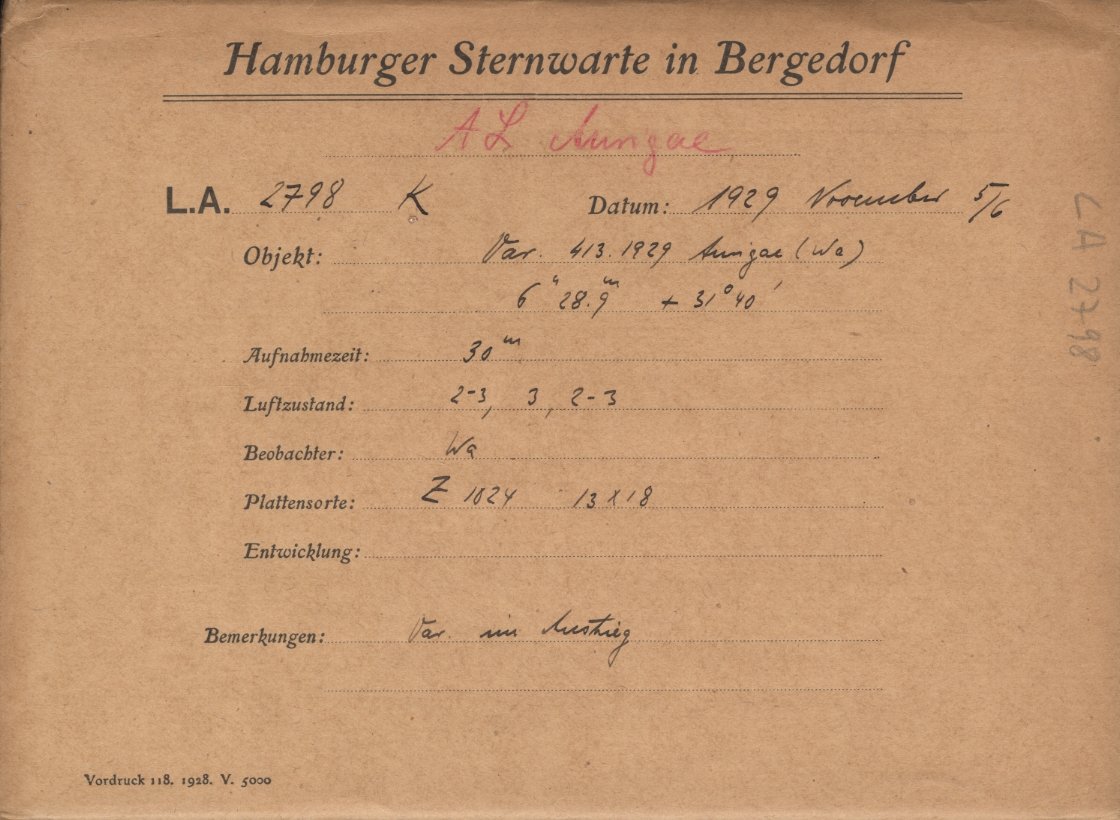 Hamburger Sternwarte in Bergedorf
AL Aurigae
L.A. 2798 K Datum: 1929 November 5/6
Objekt: Var. 413.1929 Aurigae (Wa)
6ʰ 28.9ᵐ + 31° 40'
Aufnahmezeit: 30ᵐ
Luftzustand: 2-3, 3, 2-3
Beobachter: Wa
Plattensorte: Z 1024 13 x 18
Entwicklung:
Bemerkungen: Var. im Anstieg
Vordruck 118. 1928. V. 5000
LA 2798